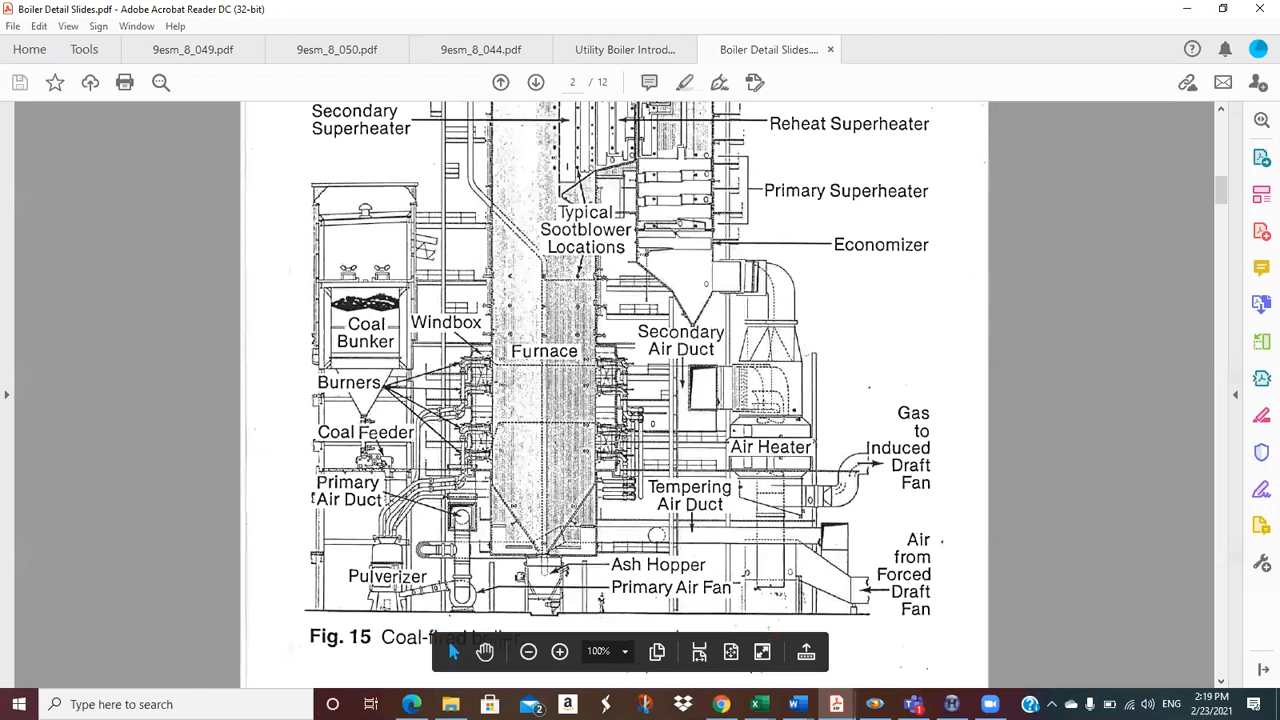 Boiler Detail Slides.pdf - Adobe Acrobat Reader DC (32-bit)
File Edit View Sign Window Help
Home Tools 9esm_8_049.pdf 9esm_8_050.pdf 9esm_8_044.pdf Utility Boiler Introd... Boiler Detail Slides....
2 / 12
Secondary
Superheater
Reheat Superheater
Primary Superheater
Typical
Sootblower
Locations
Economizer
Coal
Bunker
Windbox
Secondary
Air Duct
Furnace
Burners
Gas
to
Induced
Draft
Fan
Coal Feeder
Air Heater
Primary
Air Duct
Tempering
Air Duct
Air
from
Forced
Draft
Fan
Ash Hopper
Pulverizer
Primary Air Fan
Fig. 15 Coal-fired boiler
100%
Type here to search
2
ENG
2:19 PM
2/23/2021